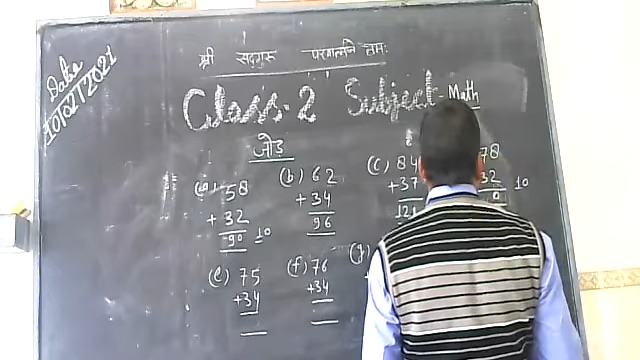 Date
10/02/2021
श्री सद्गुरु परमात्मने नमः
Class-2 Subject- Math
जोड़
(a) 58
+ 32
90 10
(b) 62
+ 34
96
(c) 84
+ 37
121
78
32
0 10
(e) 75
+34
(f) 76
+34
(g)